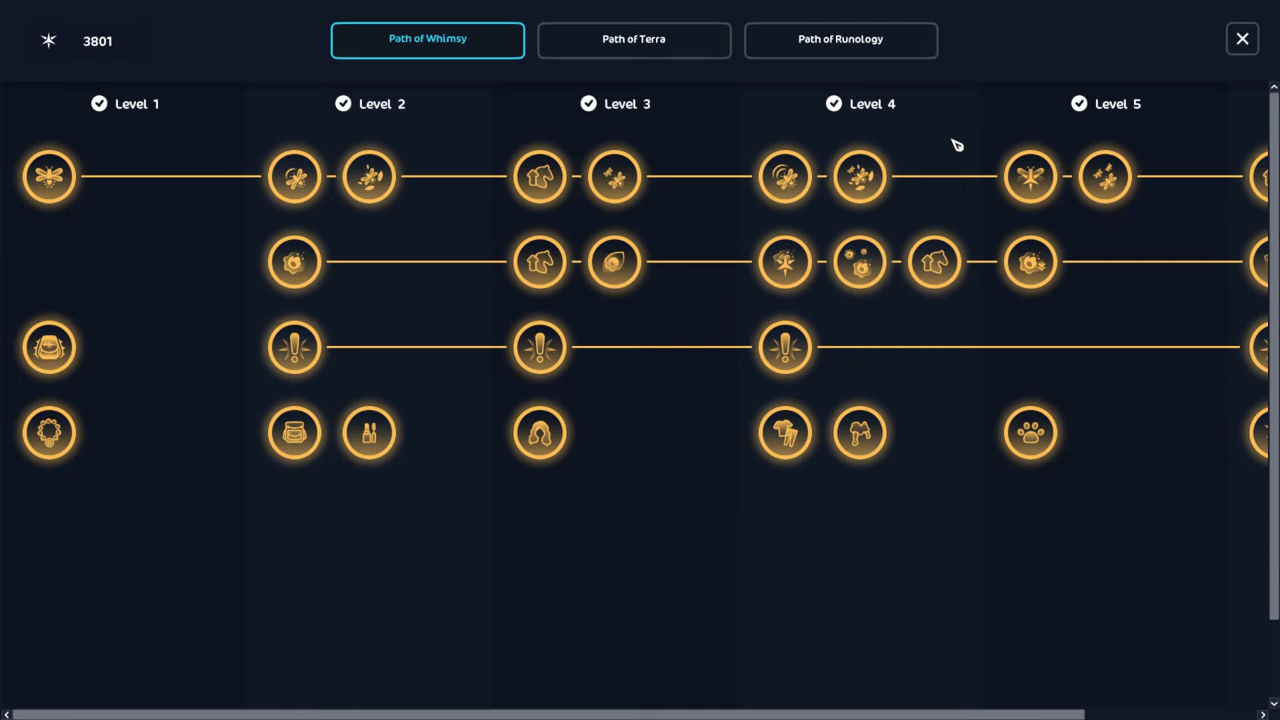 3801
Path of Whimsy
Path of Terra
Path of Runology
Level 1
Level 2
Level 3
Level 4
Level 5